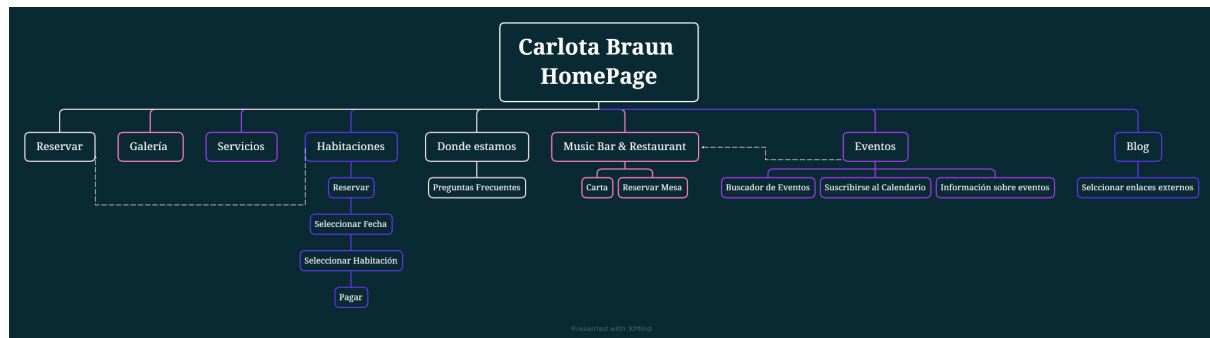 Carlota Braun
HomePage
Reservar
Galería
Servicios
Habitaciones
Donde estamos
Music Bar & Restaurant
Eventos
Blog
Reservar
Preguntas Frecuentes
Carta
Reservar Mesa
Buscador de Eventos
Suscribirse al Calendario
Información sobre eventos
Selccionar enlaces externos
Seleccionar Fecha
Seleccionar Habitación
Pagar
Presented with XMind